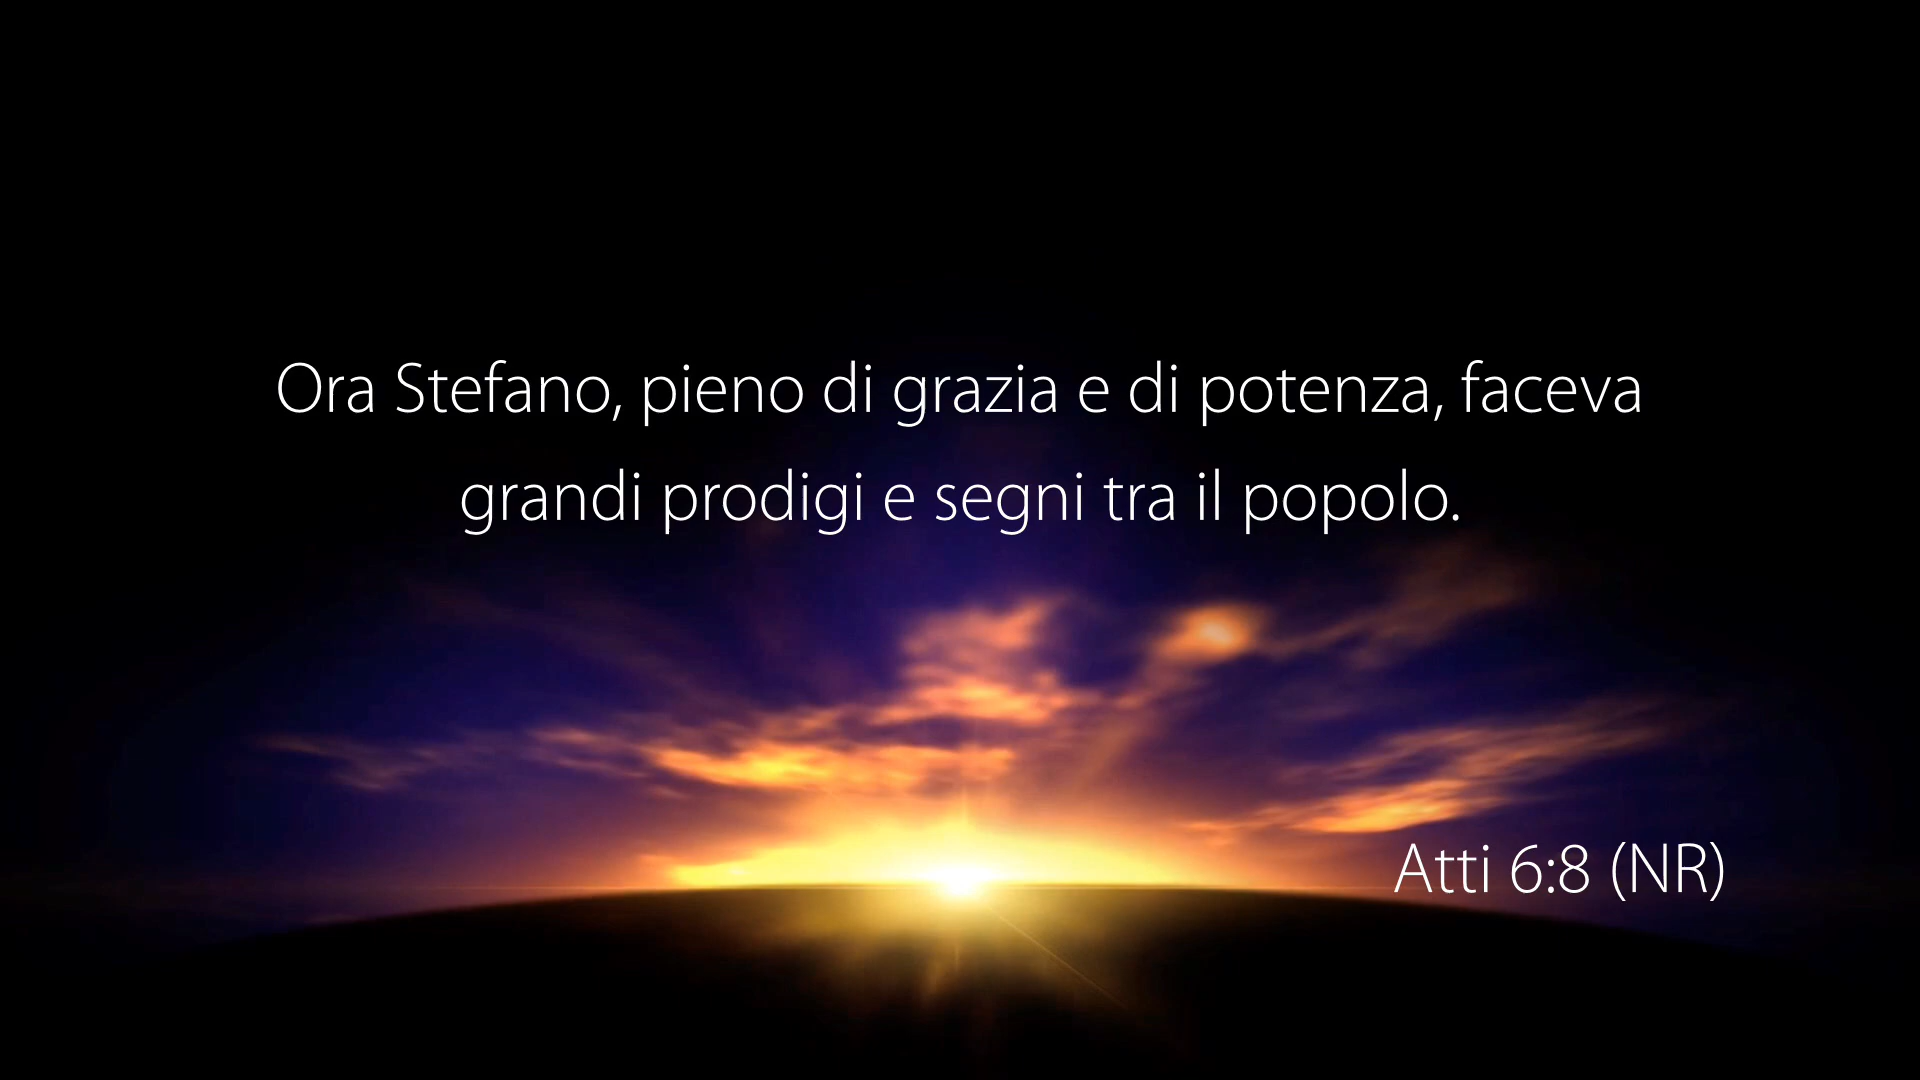 Ora Stefano, pieno di grazia e di potenza, faceva
grandi prodigi e segni tra il popolo.
Atti 6:8 (NR)